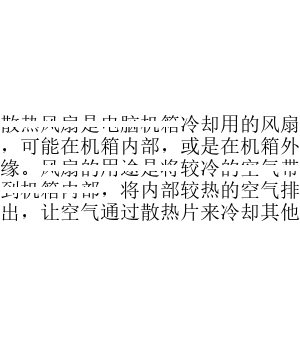 散热风扇是电脑机箱冷却用的风扇
，可能在机箱内部，或是在机箱外
缘。风扇的用途是将较冷的空气带
到机箱内部，将内部较热的空气排
出，让空气通过散热片来冷却其他